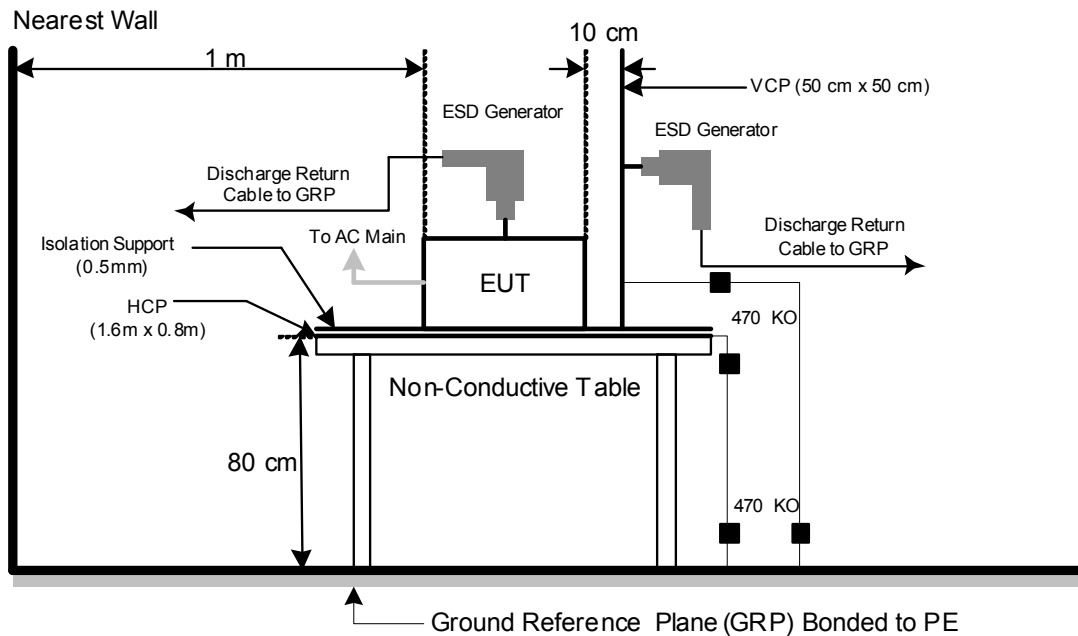 Nearest Wall
1 m
10 cm
VCP (50 cm x 50 cm)
ESD Generator
ESD Generator
Discharge Return
Cable to GRP
Discharge Return
Cable to GRP
To AC Main
Isolation Support
(0.5mm)
EUT
HCP
(1.6m x 0.8m)
470 KO
Non-Conductive Table
80 cm
470 KO
Ground Reference Plane (GRP) Bonded to PE